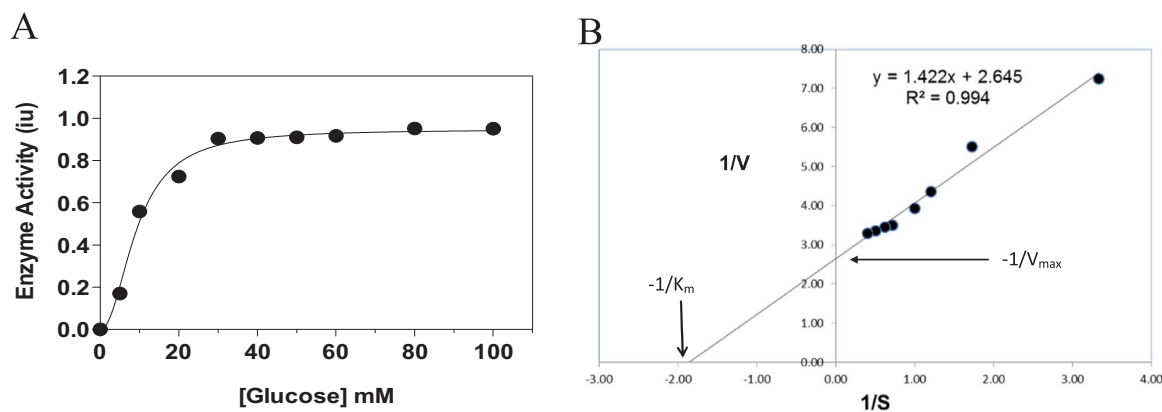 A
Enzyme Activity (iu)
1.2
1.0
0.8
0.6
0.4
0.2
0.0
0 20 40 60 80 100
[Glucose] mM
B
8.00
7.00
6.00
5.00
4.00
3.00
2.00
1.00
0.00
y = 1.422x + 2.645
R² = 0.994
1/V
-1/Vmax
-1/Km
-3.00 -2.00 -1.00 0.00 1.00 2.00 3.00 4.00
1/S